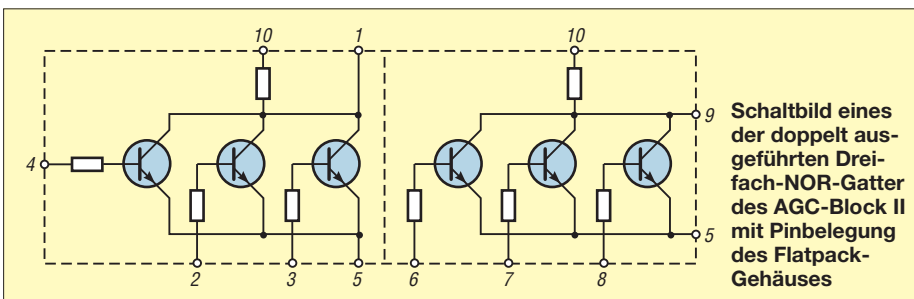 10 1 10
9
4
5
2 3 5 6 7 8
Schaltbild eines
der doppelt aus-
geführten Drei-
fach-NOR-Gatter
des AGC-Block II
mit Pinbelegung
des Flatpack-
Gehäuses